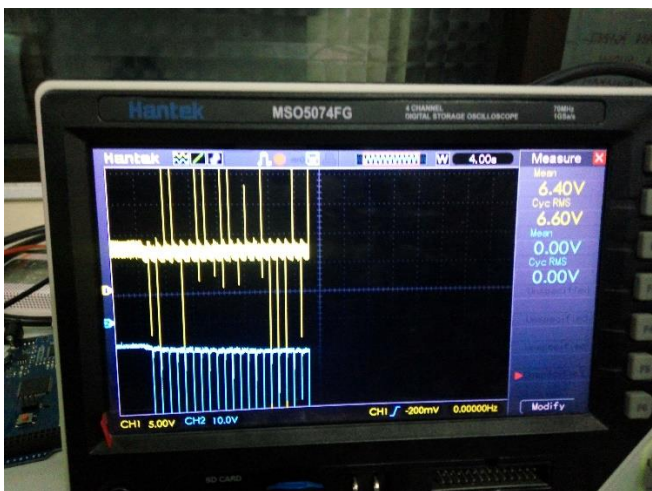 Hantek
MSO5074FG
4 CHANNEL
DIGITAL STORAGE OSCILLOSCOPE
70MHz
1GSa/s
Hantek
W 4.00s
Measure X
Mean
6.40V
Cyc RMS
6.60V
Mean
0.00V
Cyc RMS
0.00V
Modify
CH1 5.00V CH2 10.0V
CH1 -200mV 0.00000Hz
SD CARD